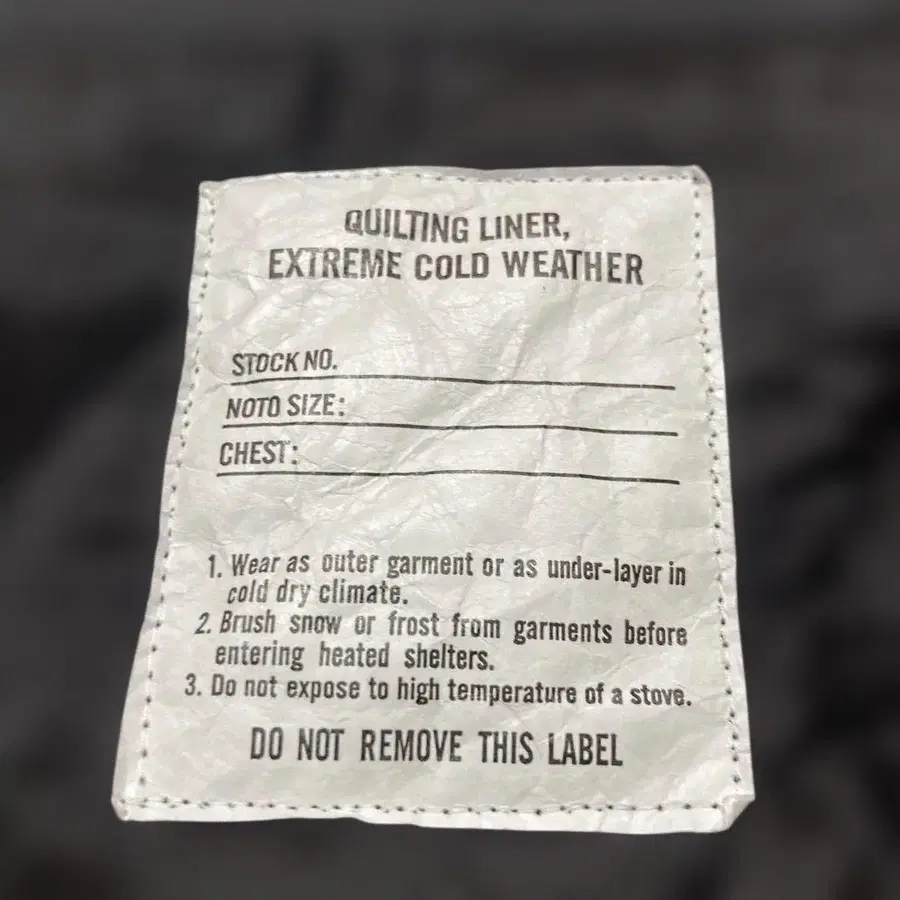 QUILTING LINER,
EXTREME COLD WEATHER
STOCK NO.
NOTO SIZE:
CHEST:
1. Wear as outer garment or as under-layer in
cold dry climate.
2. Brush snow or frost from garments before
entering heated shelters.
3. Do not expose to high temperature of a stove.
DO NOT REMOVE THIS LABEL